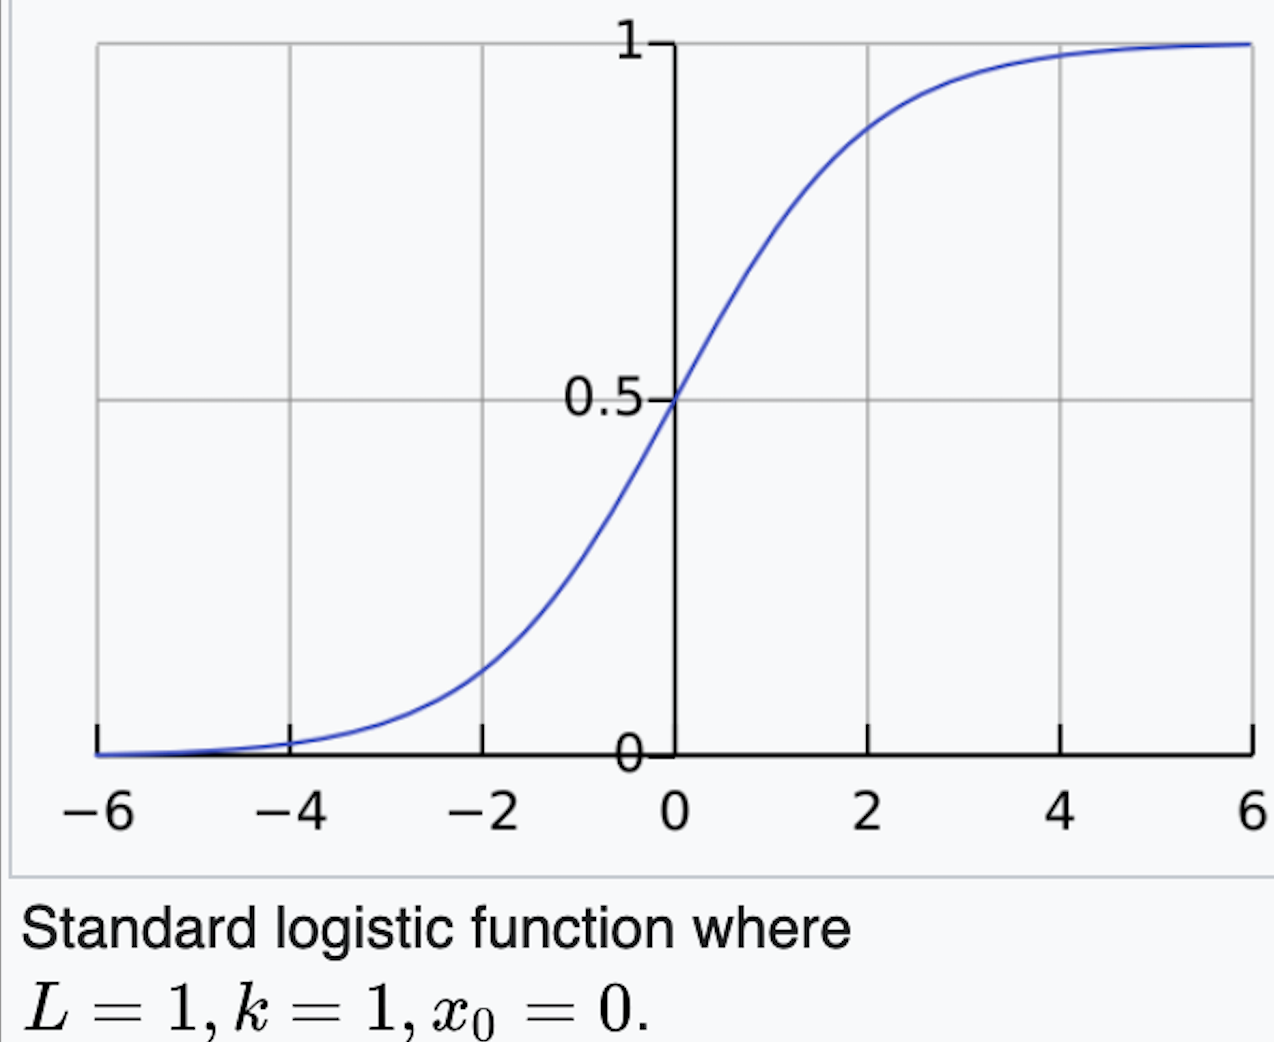 1
0.5
0
−6 −4 −2 0 2 4 6
Standard logistic function where
L = 1, k = 1, x₀ = 0.